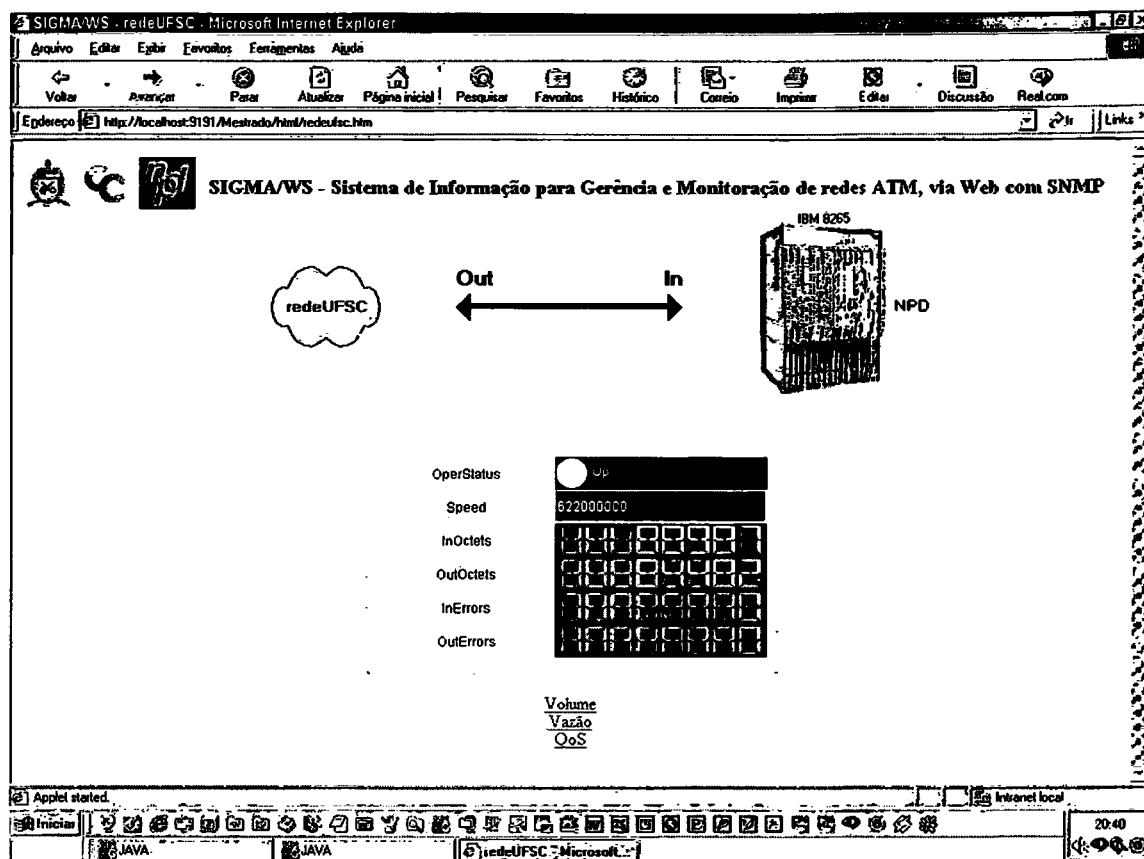 SIGMA/WS - redeUFSC - Microsoft Internet Explorer
Arquivo Editar Exibir Favoritos Ferramentas Ajuda
Voltar Avançar Parar Atualizar Página inicial Pesquisar Favoritos Histórico Correio Imprimir Editar Discussão Real.com
Endereço http://localhost:9191/Mestrado/html/redeufsc.htm Ir Links »
SIGMA/WS - Sistema de Informação para Gerência e Monitoração de redes ATM, via Web com SNMP
IBM 8265
Out In
redeUFSC NPD
OperStatus Up
Speed 622000000
InOctets
OutOctets
InErrors
OutErrors
Volume
Vazão
QoS
Applet started. Intranet local
Iniciar 20:40
JAVA JAVA redeUFSC - Microsoft...